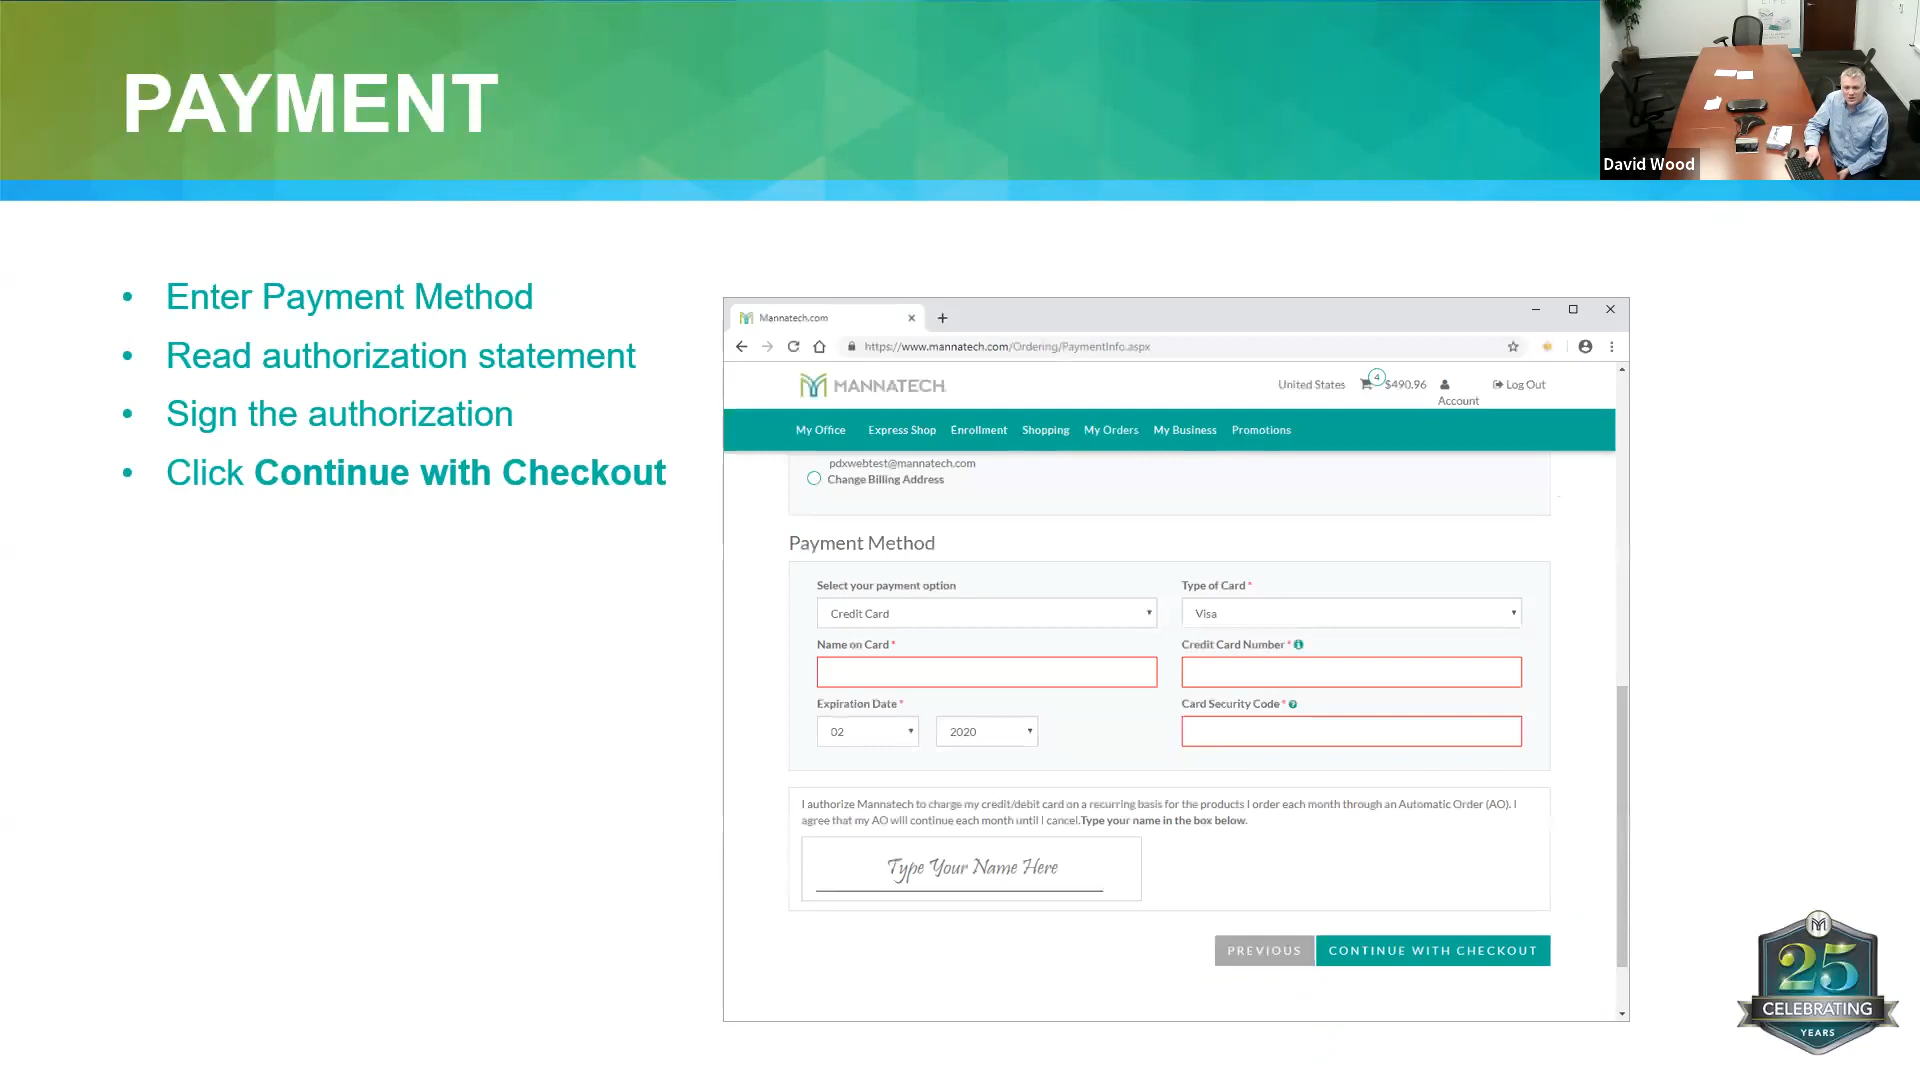 PAYMENT
David Wood
• Enter Payment Method
• Read authorization statement
• Sign the authorization
• Click Continue with Checkout
Mannatech.com
https://www.mannatech.com/Ordering/PaymentInfo.aspx
MANNATECH
United States
4
$490.96
Account
Log Out
My Office Express Shop Enrollment Shopping My Orders My Business Promotions
pdxwebtest@mannatech.com
Change Billing Address
Payment Method
Select your payment option
Type of Card *
Credit Card
Visa
Name on Card *
Credit Card Number *
Expiration Date *
Card Security Code *
02
2020
I authorize Mannatech to charge my credit/debit card on a recurring basis for the products I order each month through an Automatic Order (AO). I
agree that my AO will continue each month until I cancel.Type your name in the box below.
Type Your Name Here
PREVIOUS
CONTINUE WITH CHECKOUT
25
CELEBRATING
YEARS